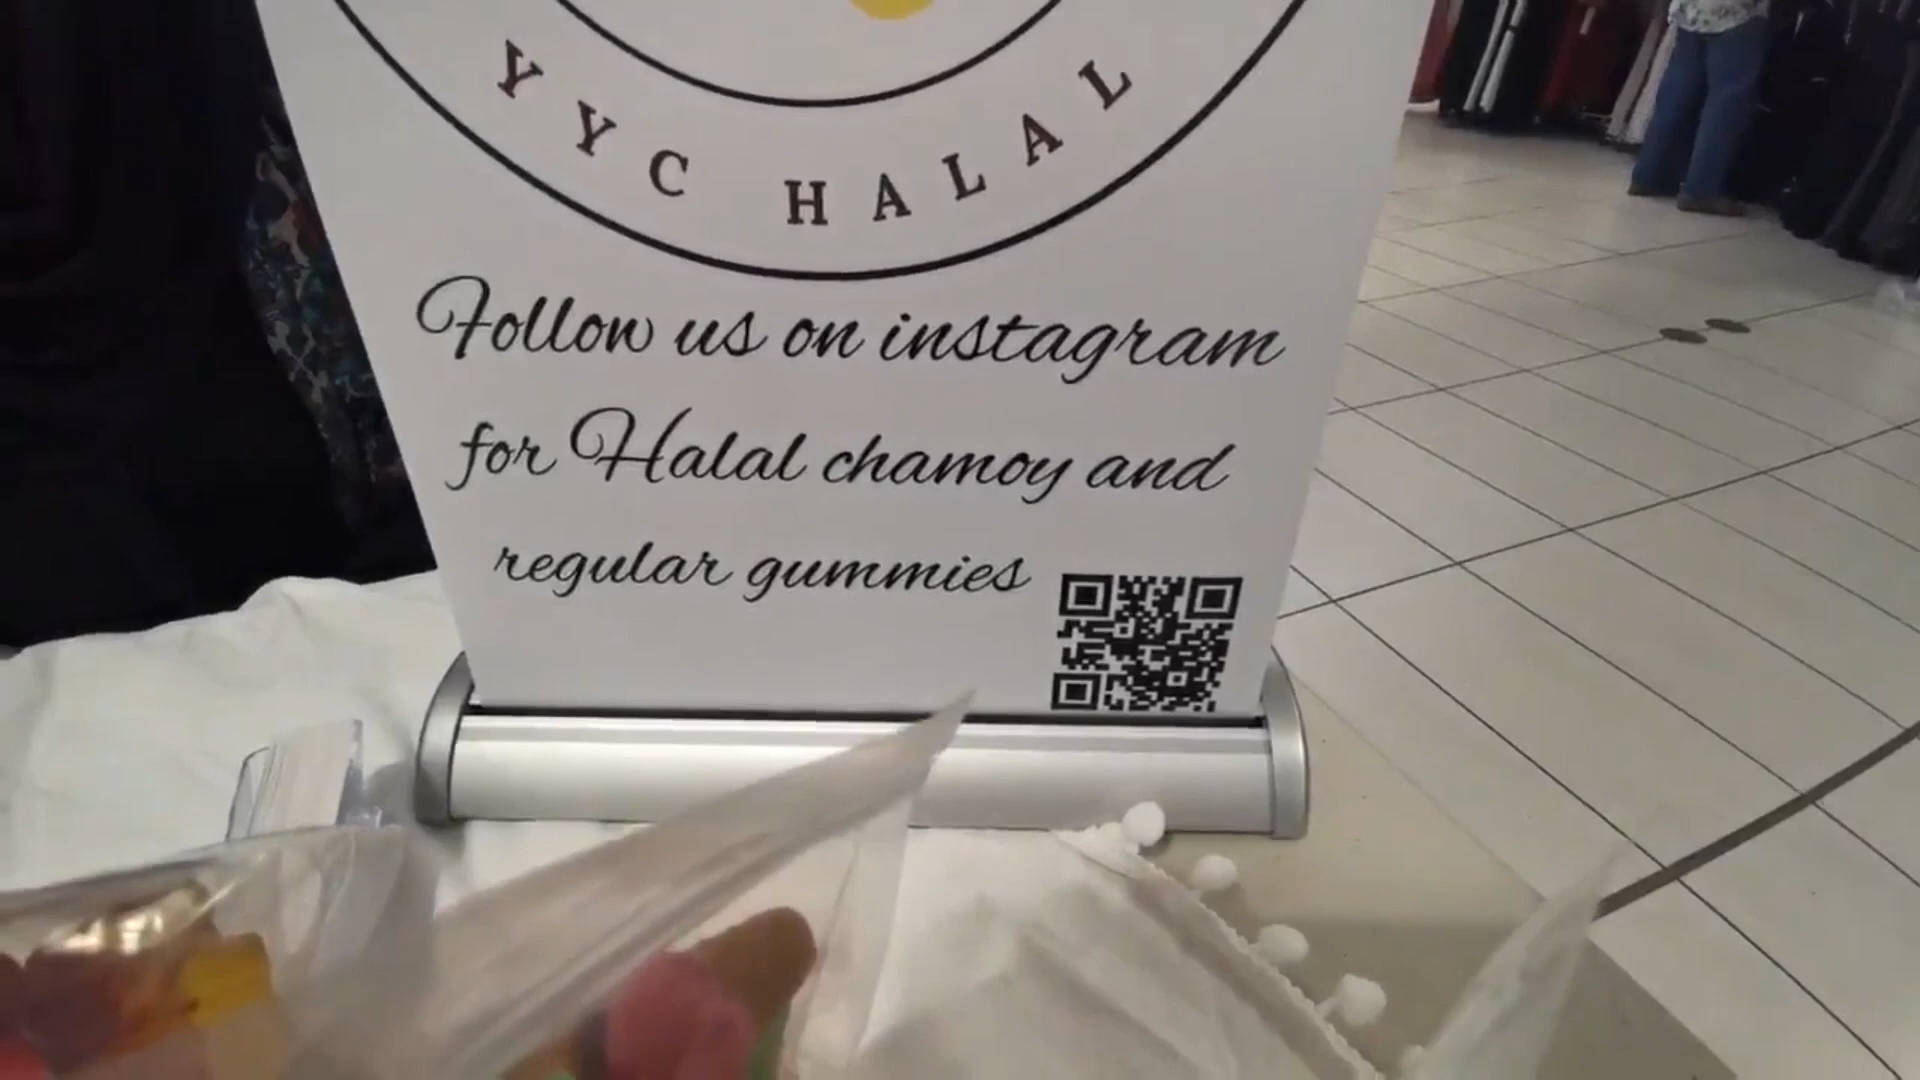 YYC HALAL
Follow us on instagram
for Halal chamoy and
regular gummies